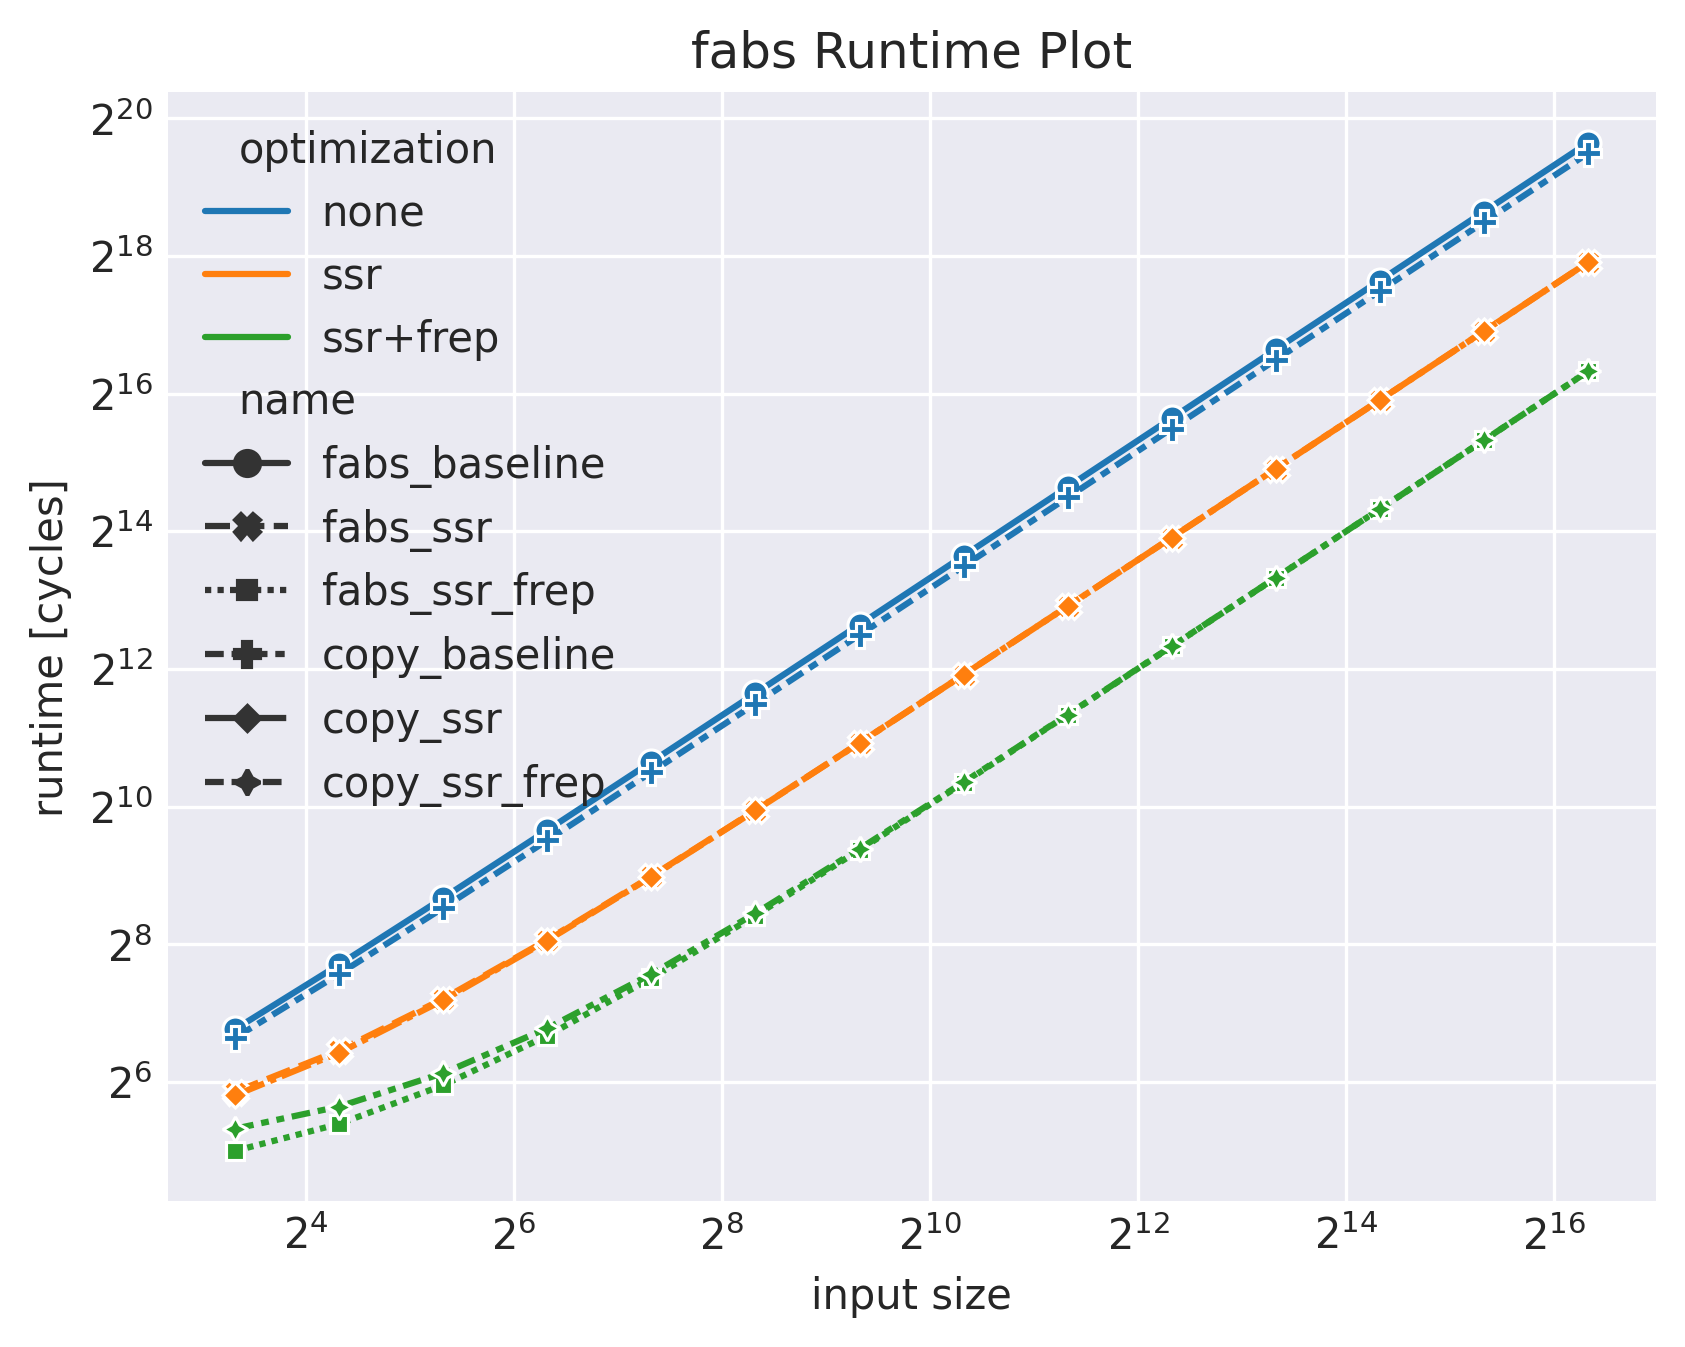 fabs Runtime Plot
optimization
none
ssr
ssr+frep
name
fabs_baseline
fabs_ssr
fabs_ssr_frep
copy_baseline
copy_ssr
copy_ssr_frep
runtime [cycles]
2^20
2^18
2^16
2^14
2^12
2^10
2^8
2^6
2^4 2^6 2^8 2^10 2^12 2^14 2^16
input size